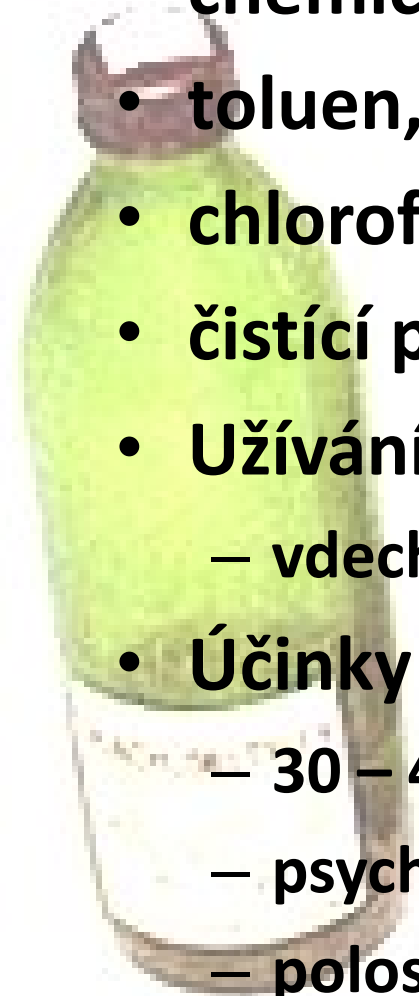 • toluen,
• chlorof
• čistící p
• Užívání
– vdech
• Účinky
– 30 – 4
– psych
– polos